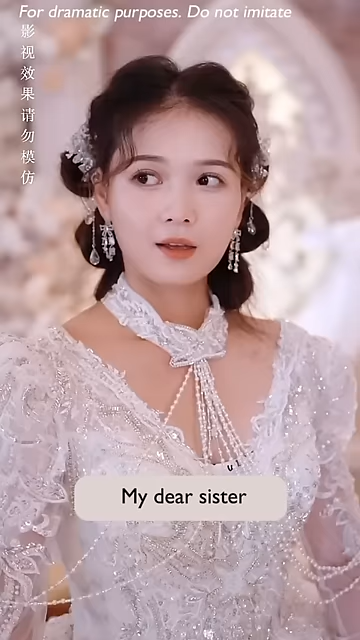 For dramatic purposes. Do not imitate
影视效果请勿模仿
My dear sister